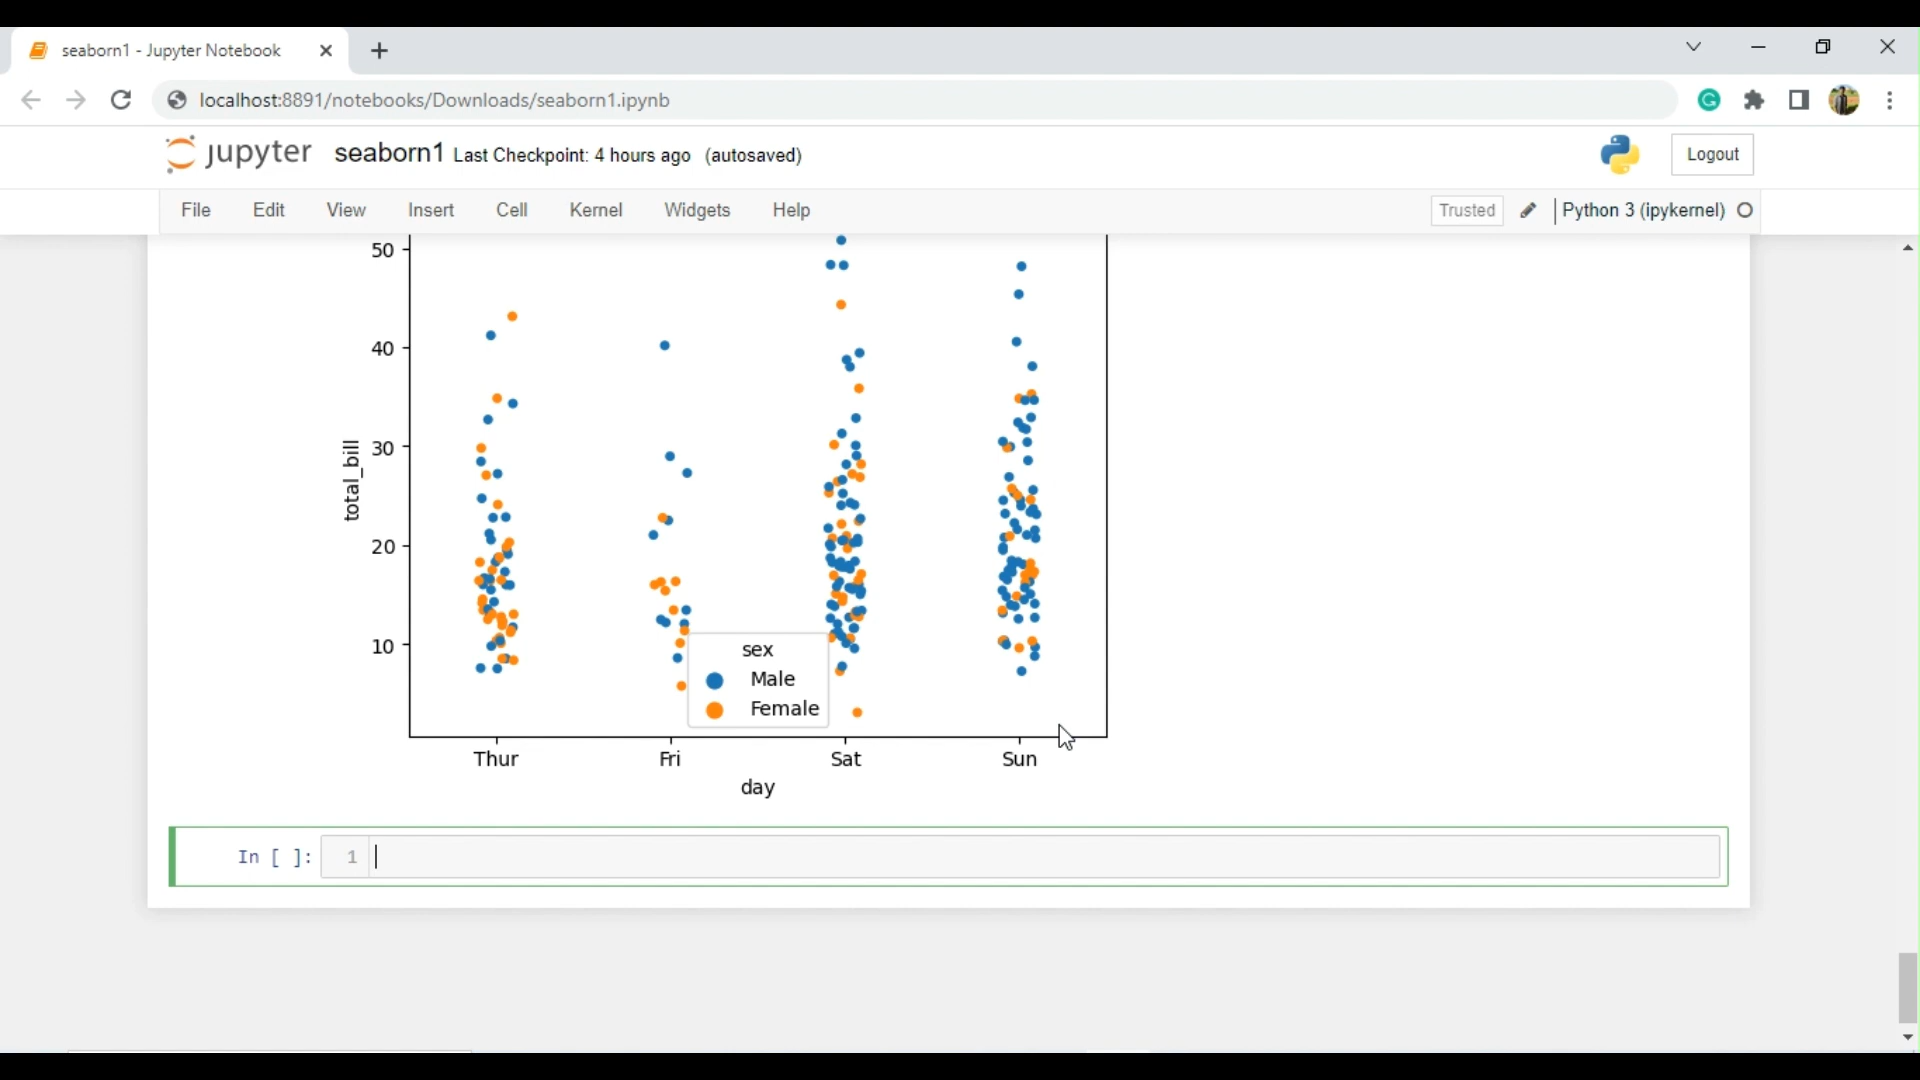 seaborn1 - Jupyter Notebook
localhost:8891/notebooks/Downloads/seaborn1.ipynb
jupyter seaborn1 Last Checkpoint: 4 hours ago (autosaved)
Logout
File Edit View Insert Cell Kernel Widgets Help
Trusted Python 3 (ipykernel)
50
40
30
20
10
total_bill
sex
Male
Female
Thur Fri Sat Sun
day
In [ ]: 1